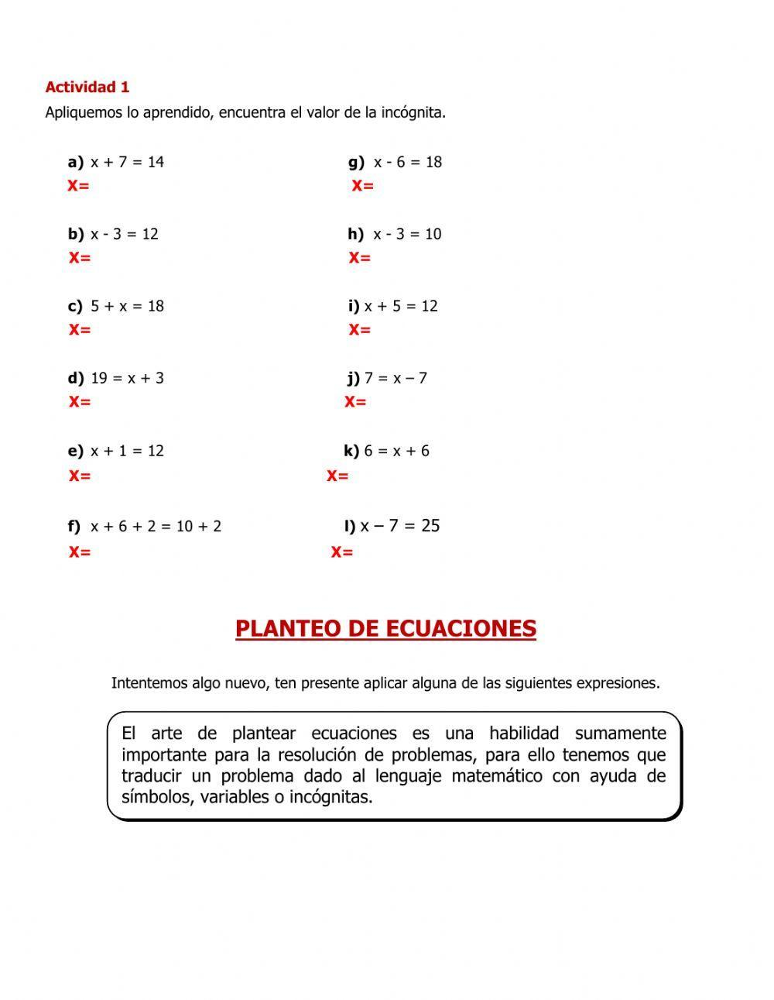 Actividad 1
Apliquemos lo aprendido, encuentra el valor de la incógnita.
a) x + 7 = 14
X=
b) x - 3 = 12
X=
c) 5 + x = 18
X=
d) 19 = x + 3
X=
e) x + 1 = 12
X=
f) x + 6 + 2 = 10 + 2
X=
g) x - 6 = 18
X=
h) x - 3 = 10
X=
i) x + 5 = 12
X=
j) 7 = x – 7
X=
k) 6 = x + 6
X=
l) x – 7 = 25
X=
PLANTEO DE ECUACIONES
Intentemos algo nuevo, ten presente aplicar alguna de las siguientes expresiones.
El arte de plantear ecuaciones es una habilidad sumamente
importante para la resolución de problemas, para ello tenemos que
traducir un problema dado al lenguaje matemático con ayuda de
símbolos, variables o incógnitas.